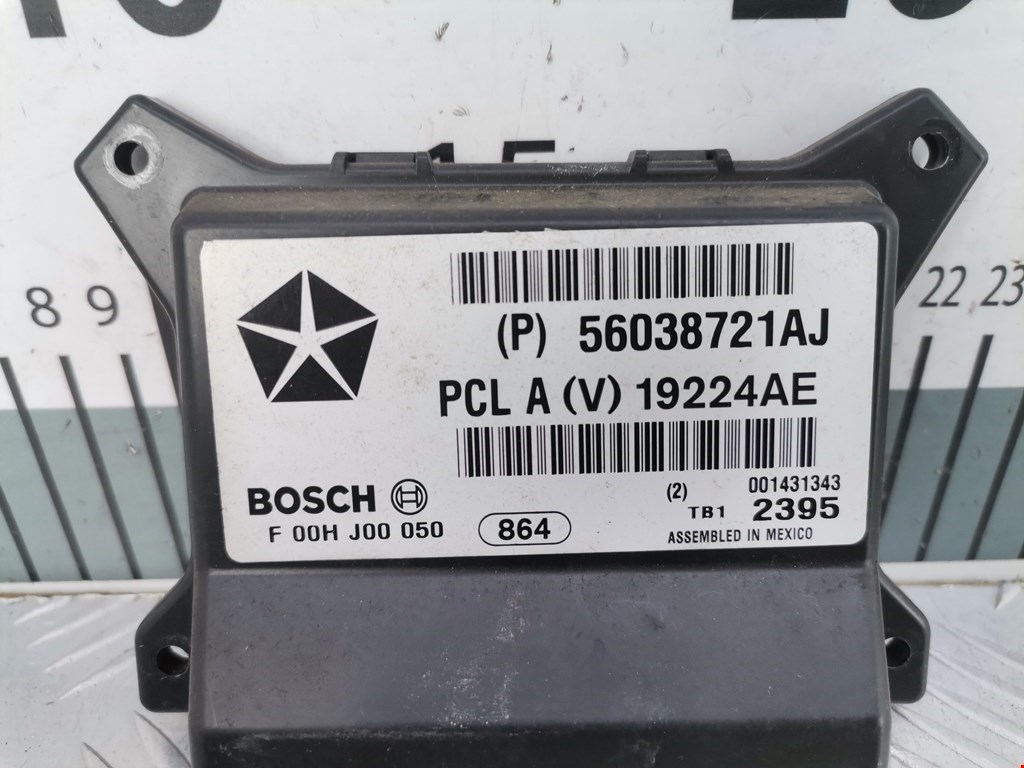 15
8 9
22 23
(P) 56038721AJ
PCL A (V) 19224AE
BOSCH
F 00H J00 050
864
(2) 001431343
TB1 2395
ASSEMBLED IN MEXICO